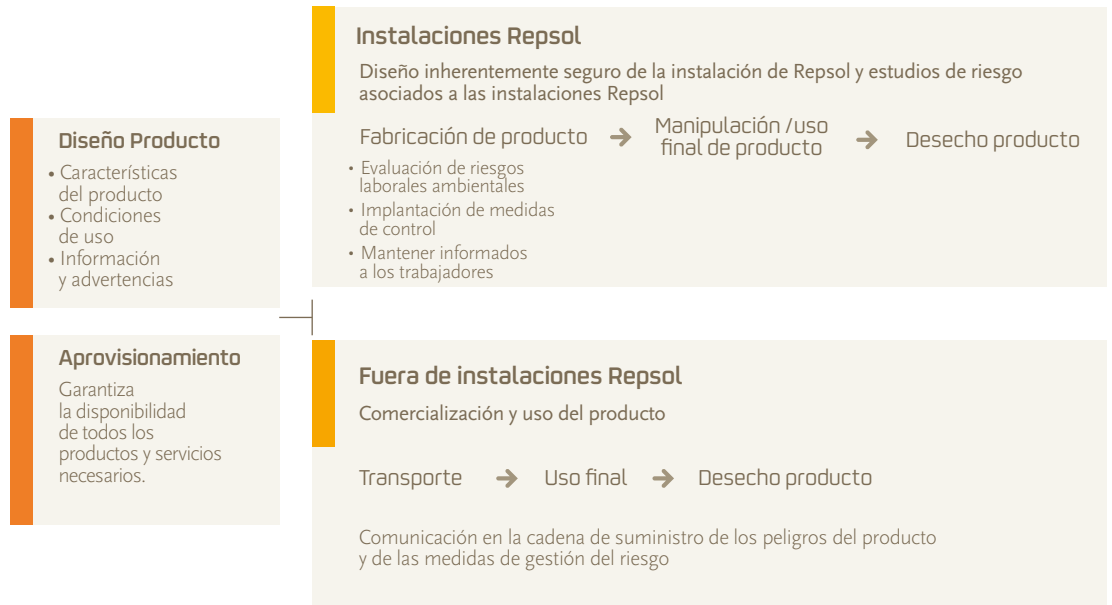 Diseño Producto
• Características
del producto
• Condiciones
de uso
• Información
y advertencias
Aprovisionamiento
Garantiza
la disponibilidad
de todos los
productos y servicios
necesarios.
Instalaciones Repsol
Diseño inherentemente seguro de la instalación de Repsol y estudios de riesgo
asociados a las instalaciones Repsol
Fabricación de producto → Manipulación /uso
final de producto → Desecho producto
• Evaluación de riesgos
laborales ambientales
• Implantación de medidas
de control
• Mantener informados
a los trabajadores
Fuera de instalaciones Repsol
Comercialización y uso del producto
Transporte → Uso final → Desecho producto
Comunicación en la cadena de suministro de los peligros del producto
y de las medidas de gestión del riesgo